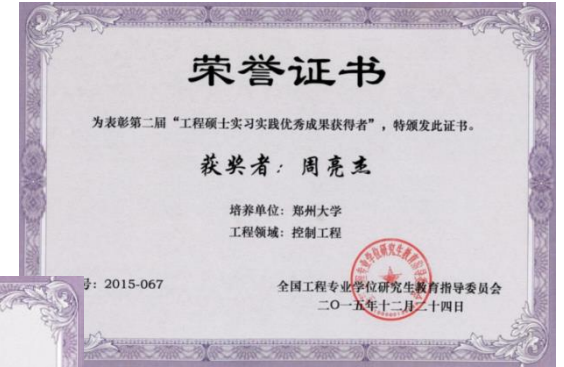 荣誉证书
为表彰第二届“工程硕士实习实践优秀成果获得者”，特颁发此证书。
获奖者：周亮杰
培养单位：郑州大学
工程领域：控制工程
号：2015-067
全国工程专业学位研究生教育指导委员会
二〇一五年十二月二十四日